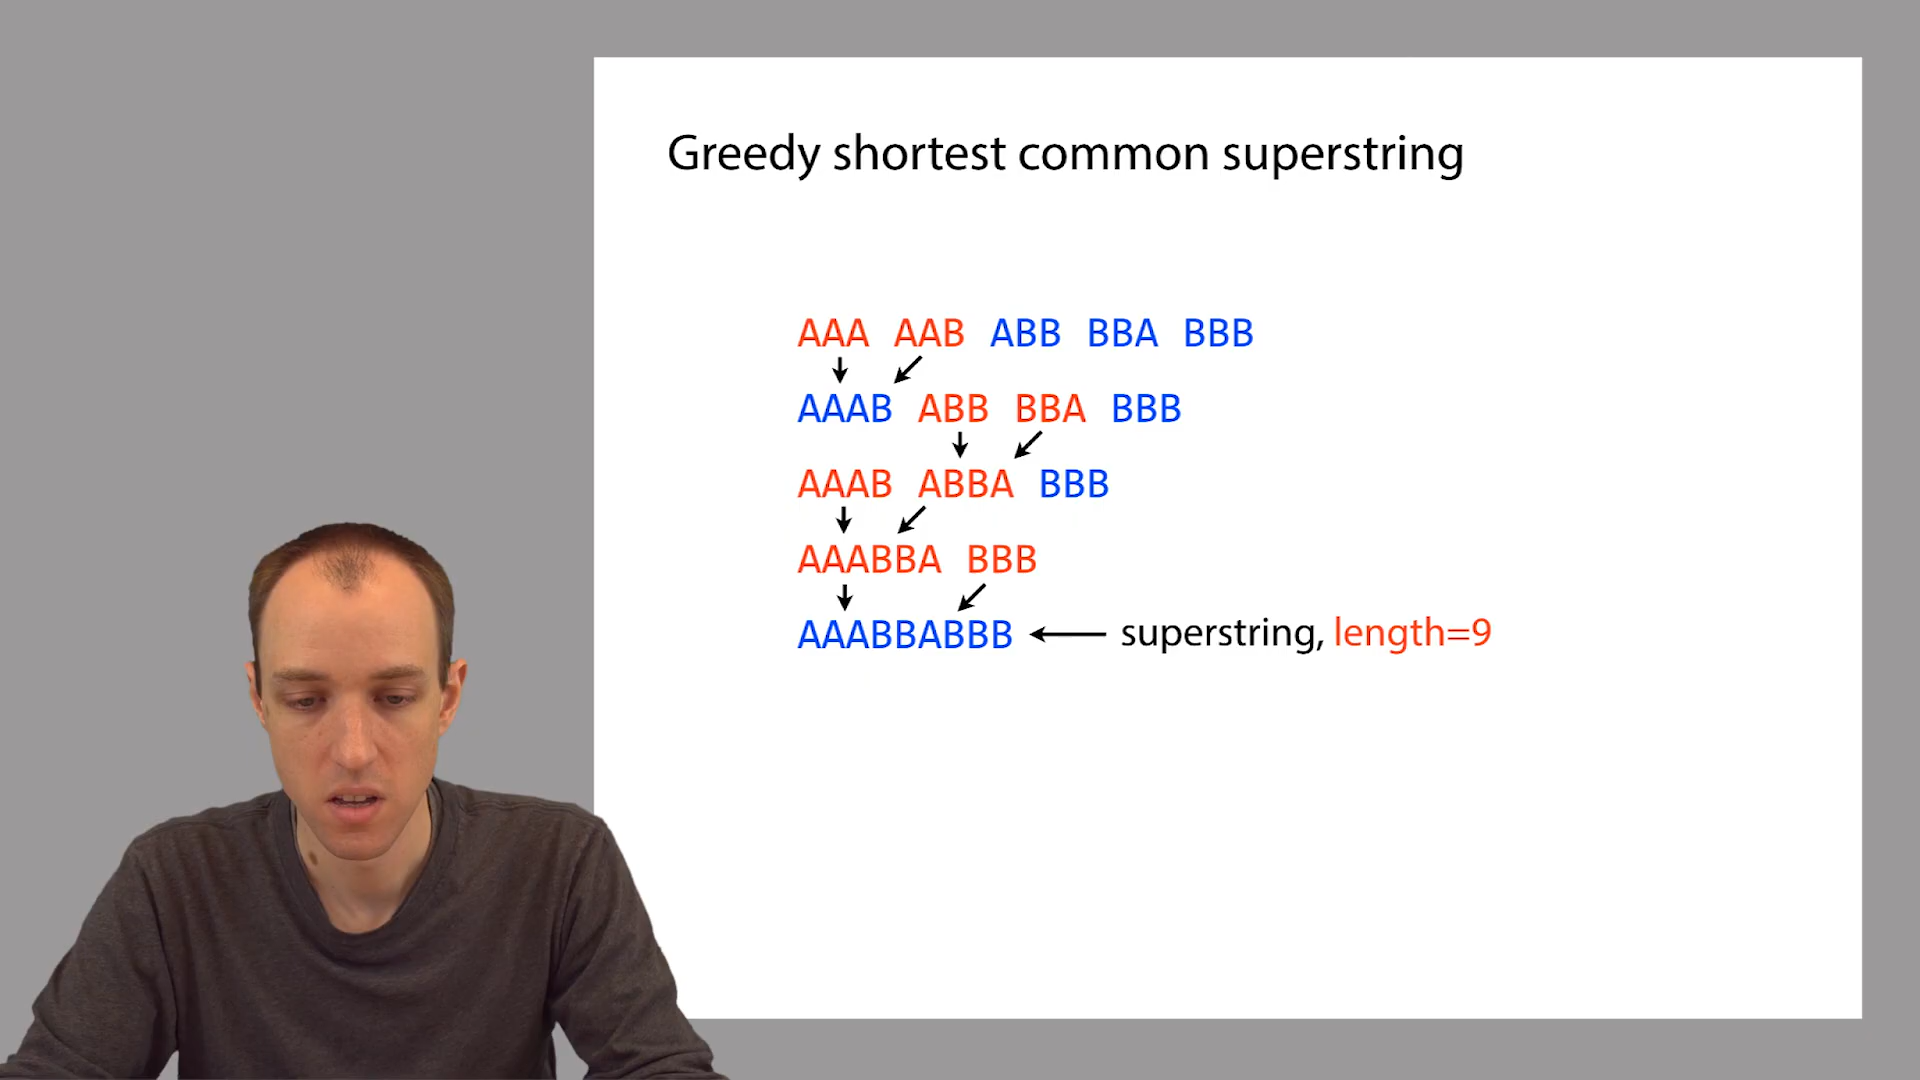 Greedy shortest common superstring
AAA AAB ABB BBA BBB
AAAB ABB BBA BBB
AAAB ABBA BBB
AAABBA BBB
AAABBABBB superstring, length=9